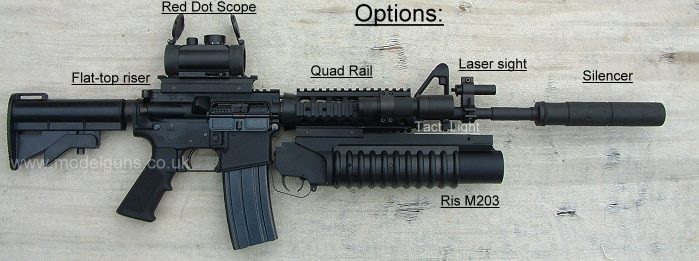 Red Dot Scope
Options:
Flat-top riser
Quad Rail
Laser sight
Silencer
Tact. Light
www.modelguns.co.uk
Ris M203